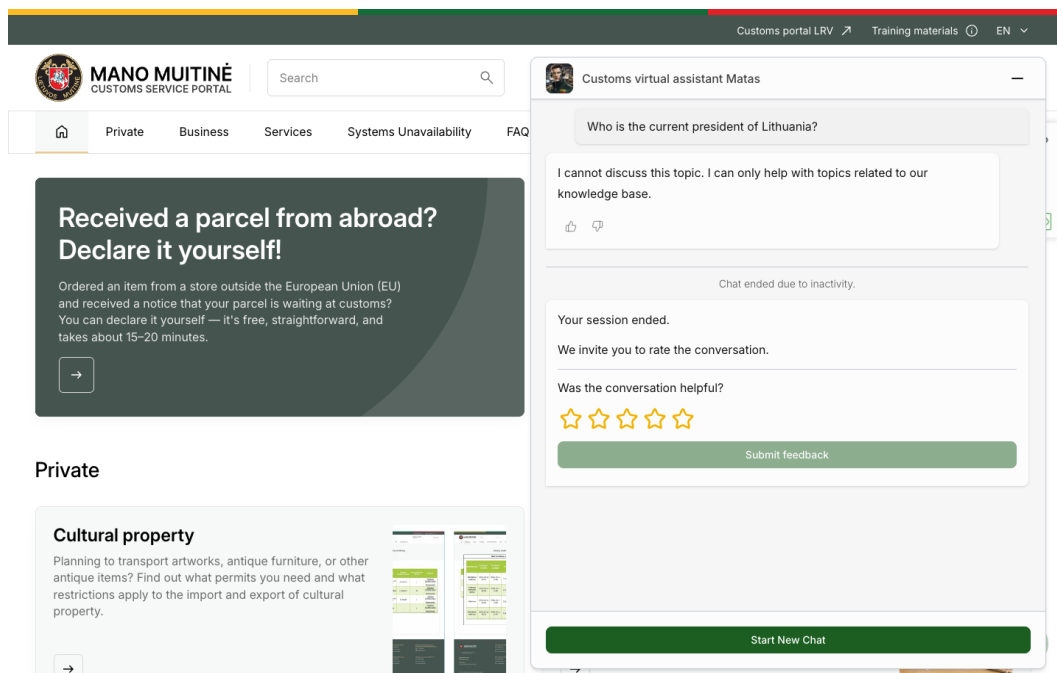 Customs portal LRV
Training materials
EN
MANO MUITINĖ
CUSTOMS SERVICE PORTAL
Search
Private
Business
Services
Systems Unavailability
FAQ
Received a parcel from abroad?
Declare it yourself!
Ordered an item from a store outside the European Union (EU)
and received a notice that your parcel is waiting at customs?
You can declare it yourself — it's free, straightforward, and
takes about 15–20 minutes.
Private
Cultural property
Planning to transport artworks, antique furniture, or other
antique items? Find out what permits you need and what
restrictions apply to the import and export of cultural
property.
Customs virtual assistant Matas
Who is the current president of Lithuania?
I cannot discuss this topic. I can only help with topics related to our
knowledge base.
Chat ended due to inactivity.
Your session ended.
We invite you to rate the conversation.
Was the conversation helpful?
Submit feedback
Start New Chat